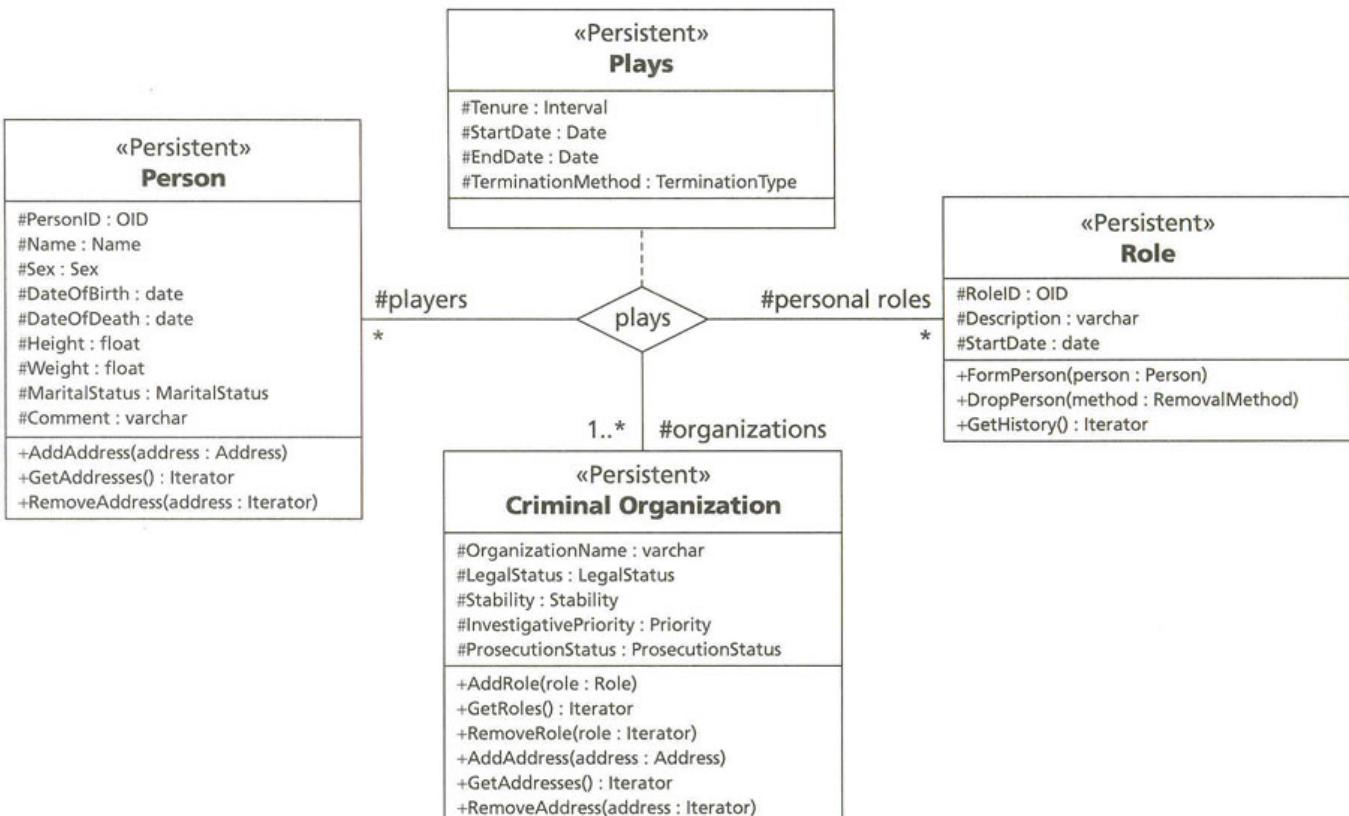 «Persistent»
Plays
#Tenure : Interval
#StartDate : Date
#EndDate : Date
#TerminationMethod : TerminationType
«Persistent»
Person
#PersonID : OID
#Name : Name
#Sex : Sex
#DateOfBirth : date
#DateOfDeath : date
#Height : float
#Weight : float
#MaritalStatus : MaritalStatus
#Comment : varchar
+AddAddress(address : Address)
+GetAddresses() : Iterator
+RemoveAddress(address : Iterator)
#players
*
plays
#personal roles
*
«Persistent»
Role
#RoleID : OID
#Description : varchar
#StartDate : date
+FormPerson(person : Person)
+DropPerson(method : RemovalMethod)
+GetHistory() : Iterator
1..* #organizations
«Persistent»
Criminal Organization
#OrganizationName : varchar
#LegalStatus : LegalStatus
#Stability : Stability
#InvestigativePriority : Priority
#ProsecutionStatus : ProsecutionStatus
+AddRole(role : Role)
+GetRoles() : Iterator
+RemoveRole(role : Iterator)
+AddAddress(address : Address)
+GetAddresses() : Iterator
+RemoveAddress(address : Iterator)